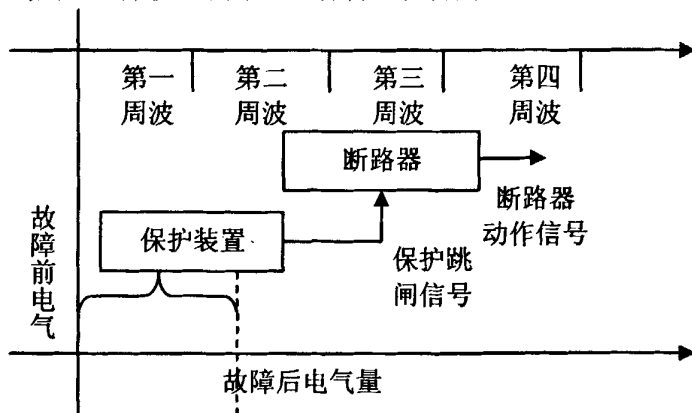 第一
周波
第二
周波
第三
周波
第四
周波
断路器
断路器
动作信号
保护装置
保护跳
闸信号
故障前电气
故障后电气量